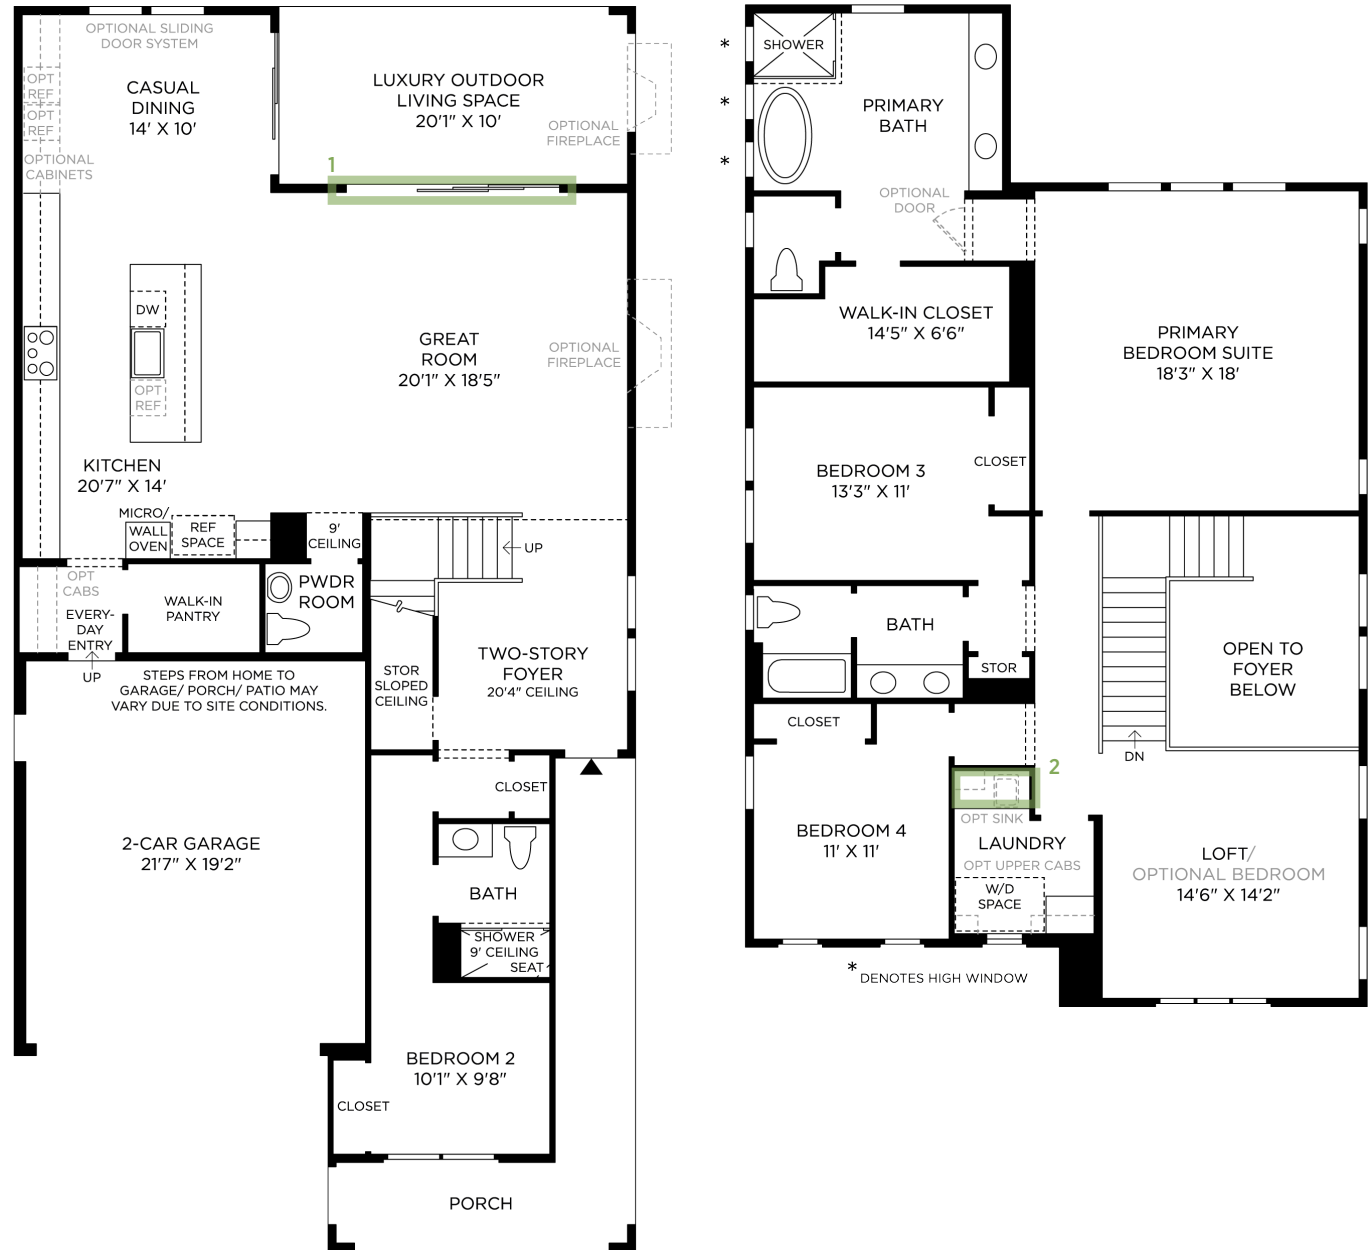 OPTIONAL SLIDING
DOOR SYSTEM
OPT
REF
OPT
REF
OPTIONAL
CABINETS
CASUAL
DINING
14' X 10'
LUXURY OUTDOOR
LIVING SPACE
20'1" X 10'
OPTIONAL
FIREPLACE
1
DW
OPT
REF
GREAT
ROOM
20'1" X 18'5"
OPTIONAL
FIREPLACE
KITCHEN
20'7" X 14'
MICRO/
WALL
OVEN
REF
SPACE
9'
CEILING
UP
OPT
CABS
EVERY-
DAY
ENTRY
UP
WALK-IN
PANTRY
PWDR
ROOM
STOR
SLOPED
CEILING
TWO-STORY
FOYER
20'4" CEILING
STEPS FROM HOME TO
GARAGE/ PORCH/ PATIO MAY
VARY DUE TO SITE CONDITIONS.
CLOSET
2-CAR GARAGE
21'7" X 19'2"
BATH
SHOWER
9' CEILING
SEAT
BEDROOM 2
10'1" X 9'8"
CLOSET
PORCH
*
*
*
SHOWER
PRIMARY
BATH
OPTIONAL
DOOR
WALK-IN CLOSET
14'5" X 6'6"
PRIMARY
BEDROOM SUITE
18'3" X 18'
BEDROOM 3
13'3" X 11'
CLOSET
BATH
STOR
OPEN TO
FOYER
BELOW
CLOSET
DN
2
OPT SINK
LAUNDRY
OPT UPPER CABS
W/D
SPACE
BEDROOM 4
11' X 11'
LOFT/
OPTIONAL BEDROOM
14'6" X 14'2"
* DENOTES HIGH WINDOW